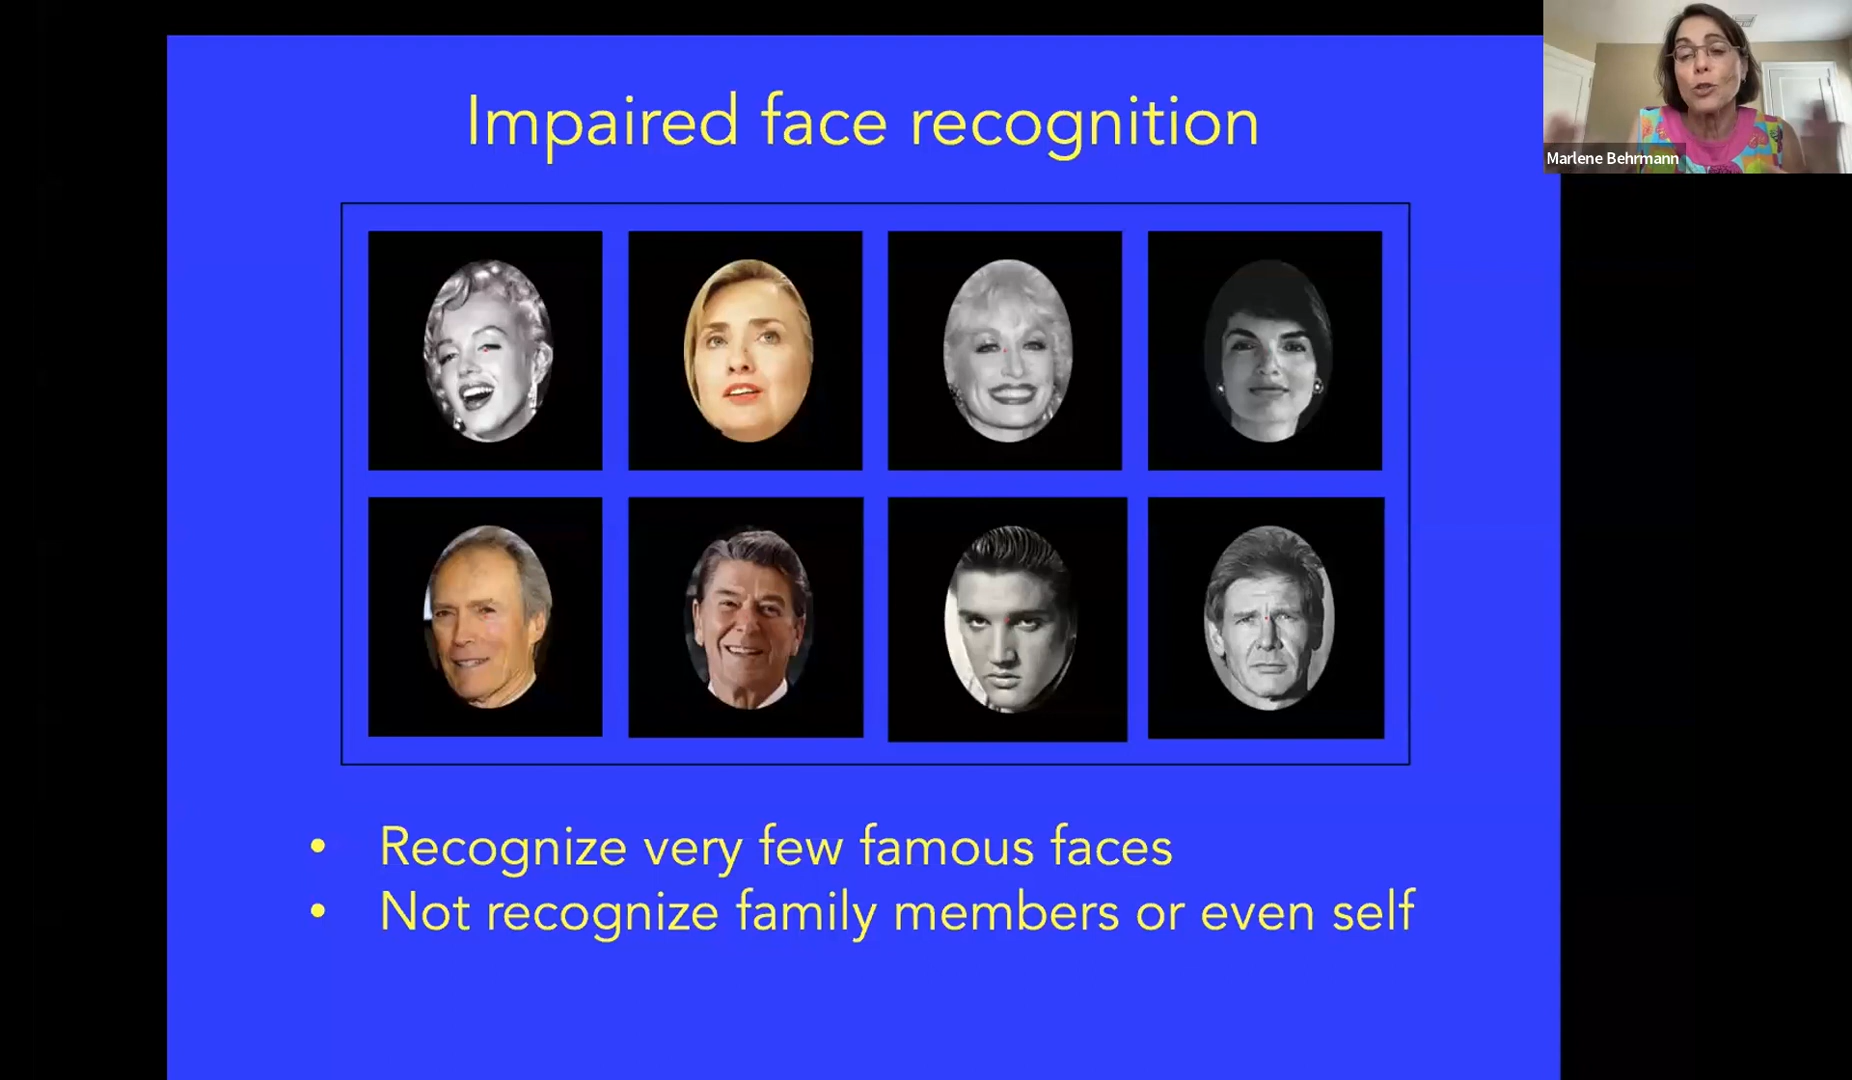 Impaired face recognition
Marlene Behrmann
• Recognize very few famous faces
• Not recognize family members or even self